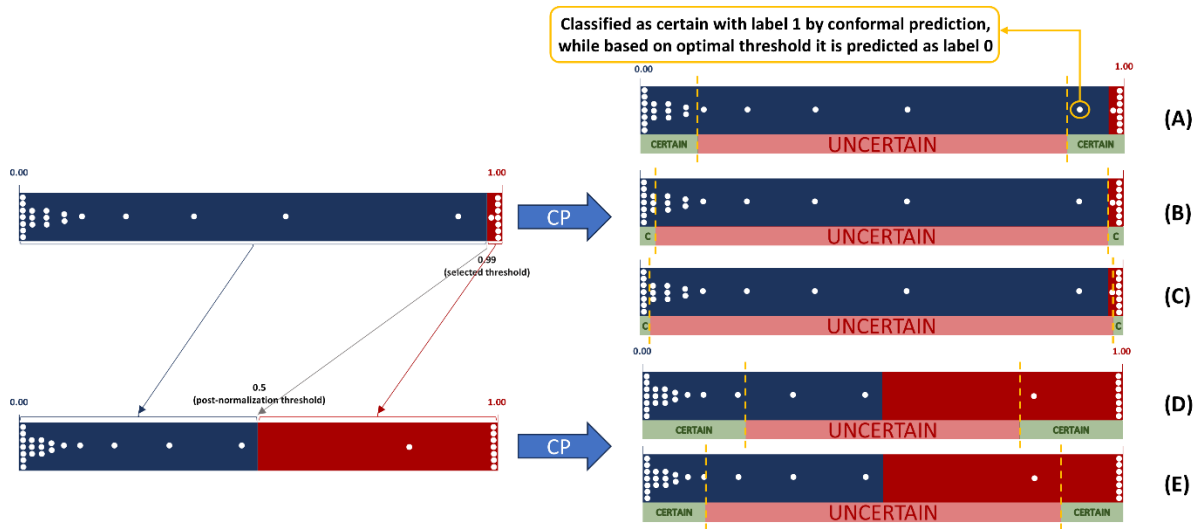 Classified as certain with label 1 by conformal prediction,
while based on optimal threshold it is predicted as label 0
0.00
1.00
(A)
CERTAIN
UNCERTAIN
CERTAIN
0.00
1.00
CP
(B)
C
UNCERTAIN
C
0.99
(selected threshold)
(C)
C
UNCERTAIN
C
0.00
1.00
0.5
(post-normalization threshold)
0.00
1.00
(D)
CERTAIN
UNCERTAIN
CERTAIN
CP
(E)
CERTAIN
UNCERTAIN
CERTAIN